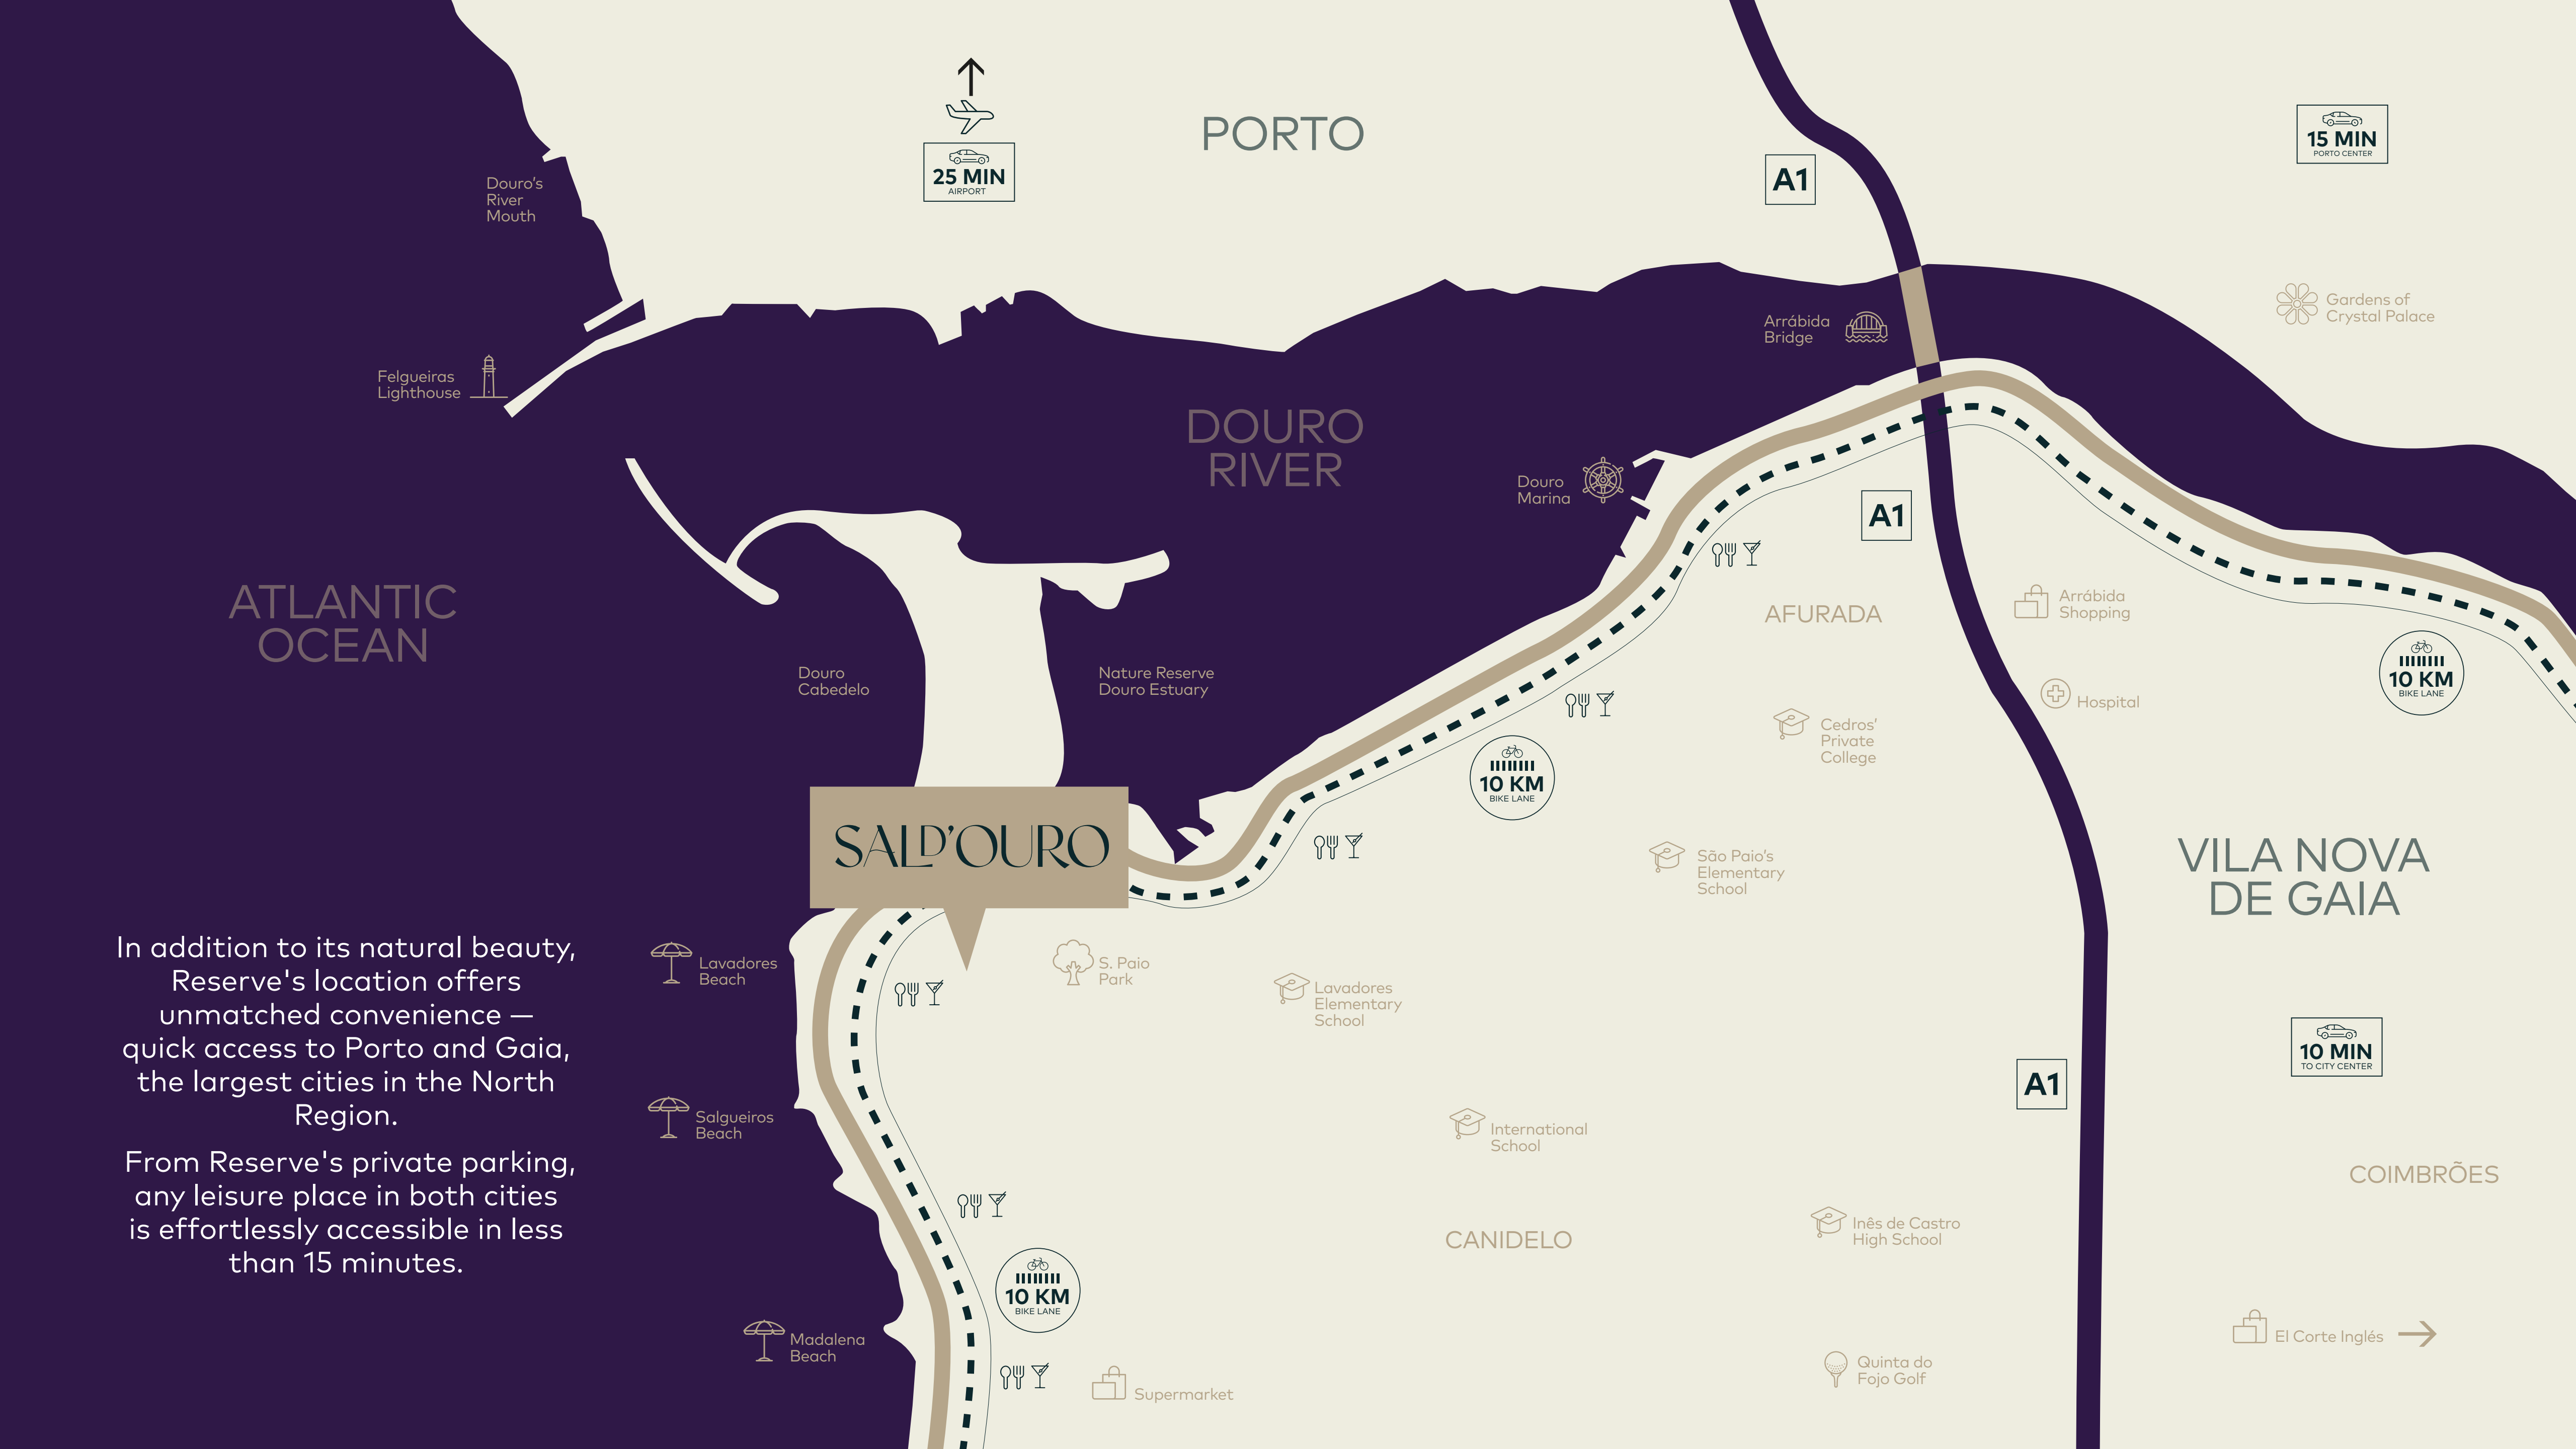 PORTO
25 MIN
AIRPORT
A1
15 MIN
PORTO CENTER
Douro's
River
Mouth
Gardens of
Crystal Palace
Arrábida
Bridge
Felgueiras
Lighthouse
DOURO
RIVER
Douro
Marina
A1
ATLANTIC
OCEAN
AFURADA
Arrábida
Shopping
Douro
Cabedelo
Nature Reserve
Douro Estuary
10 KM
BIKE LANE
Hospital
Cedros'
Private
College
10 KM
BIKE LANE
SALD'OURO
São Paio's
Elementary
School
VILA NOVA
DE GAIA
In addition to its natural beauty,
Reserve's location offers
unmatched convenience —
quick access to Porto and Gaia,
the largest cities in the North
Region.
From Reserve's private parking,
any leisure place in both cities
is effortlessly accessible in less
than 15 minutes.
Lavadores
Beach
S. Paio
Park
Lavadores
Elementary
School
10 MIN
TO CITY CENTER
A1
Salgueiros
Beach
International
School
COIMBRÕES
Inês de Castro
High School
CANIDELO
10 KM
BIKE LANE
Madalena
Beach
El Corte Inglés
Quinta do
Fojo Golf
Supermarket